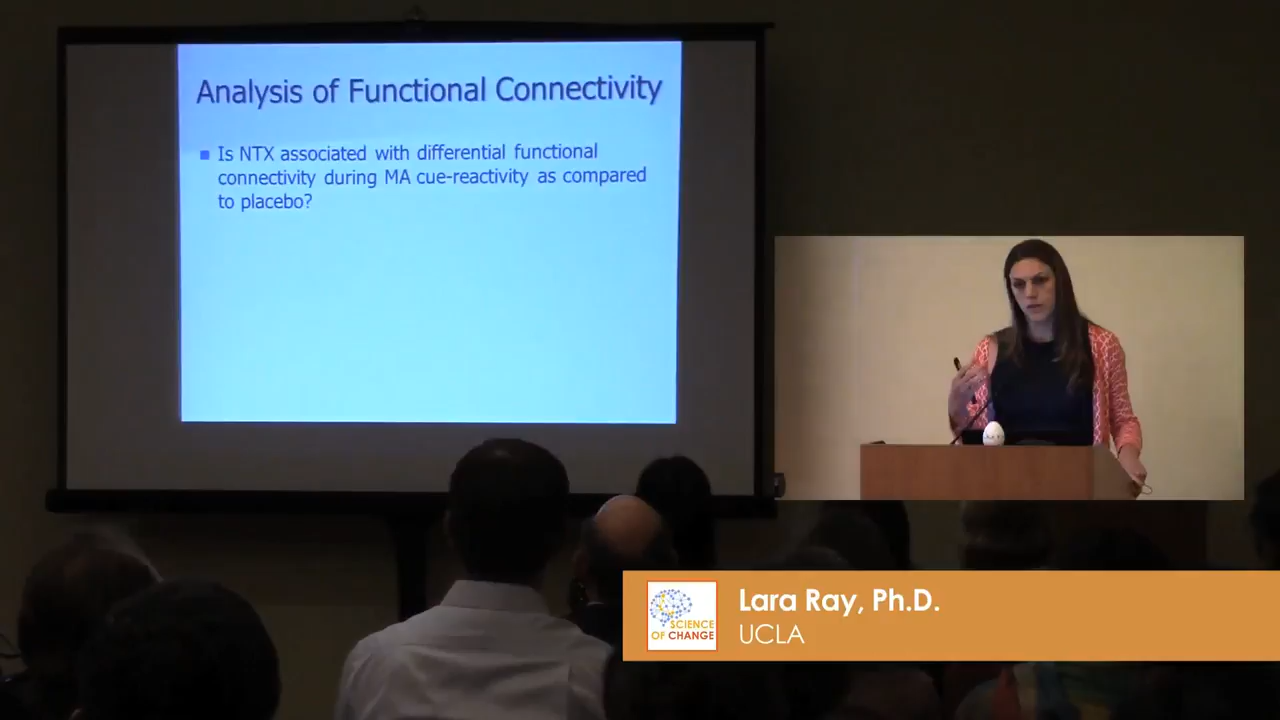 Analysis of Functional Connectivity
Is NTX associated with differential functional
connectivity during MA cue-reactivity as compared
to placebo?
SCIENCE
OF CHANGE
Lara Ray, Ph.D.
UCLA